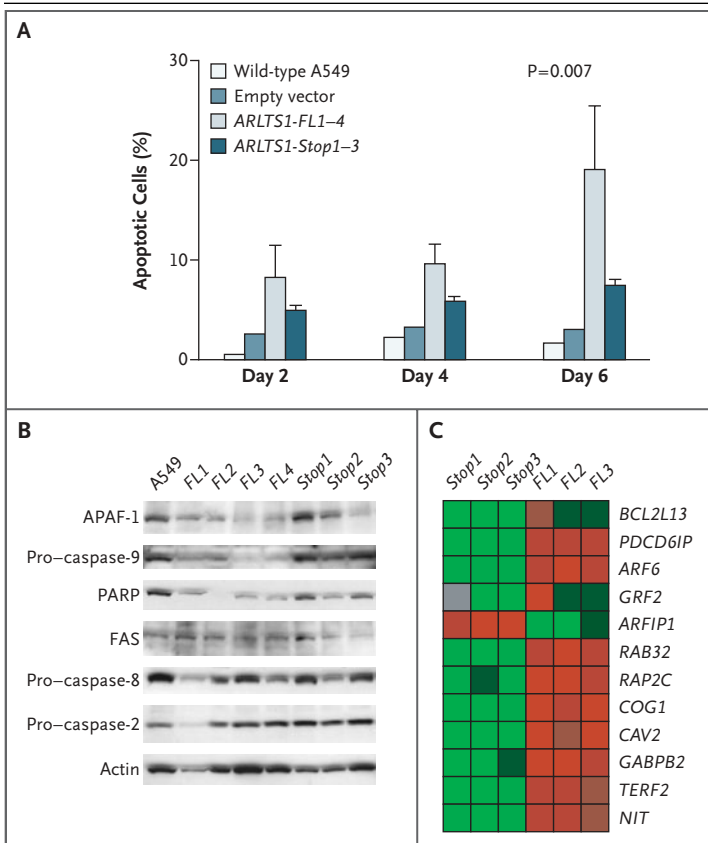 A
30
20
10
0
Apoptotic Cells (%)
Wild-type A549
Empty vector
ARLTS1-FL1–4
ARLTS1-Stop1–3
P=0.007
Day 2
Day 4
Day 6
B
A549
FL1
FL2
FL3
FL4
Stop1
Stop2
Stop3
APAF-1
Pro–caspase-9
PARP
FAS
Pro–caspase-8
Pro–caspase-2
Actin
C
Stop1
Stop2
Stop3
FL1
FL2
FL3
BCL2L13
PDCD6IP
ARF6
GRF2
ARFIP1
RAB32
RAP2C
COG1
CAV2
GABPB2
TERF2
NIT